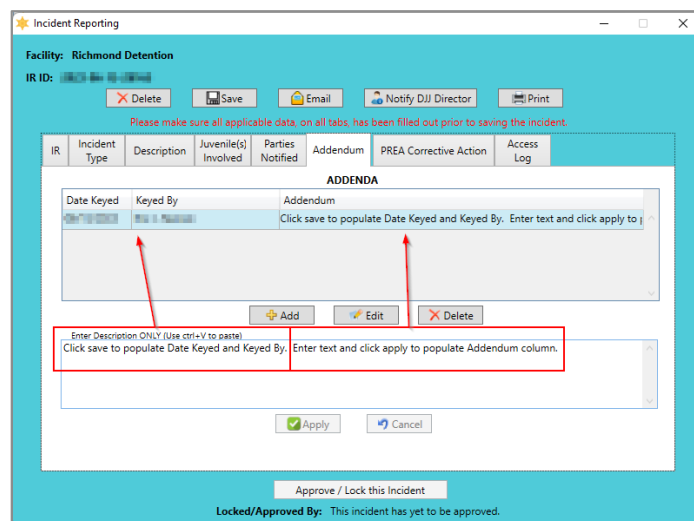 Incident Reporting
Facility: Richmond Detention
IR ID:
Delete Save Email Notify DJJ Director Print
Please make sure all applicable data, on all tabs, has been filled out prior to saving the incident.
IR Incident Type Description Juvenile(s) Involved Parties Notified Addendum PREA Corrective Action Access Log
ADDENDA
Date Keyed Keyed By Addendum
Click save to populate Date Keyed and Keyed By. Enter text and click apply to
Add Edit Delete
Enter Description ONLY (Use ctrl+V to paste)
Click save to populate Date Keyed and Keyed By. Enter text and click apply to populate Addendum column.
Apply Cancel
Approve / Lock this Incident
Locked/Approved By: This incident has yet to be approved.